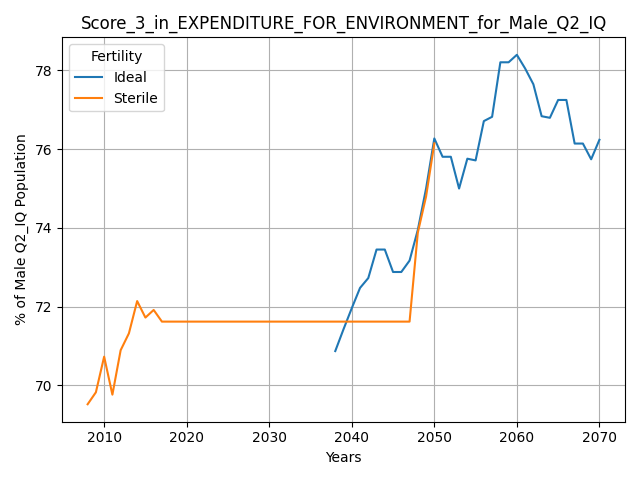 Score_3_in_EXPENDITURE_FOR_ENVIRONMENT_for_Male_Q2_IQ
Fertility
Ideal
Sterile
% of Male Q2_IQ Population
78
76
74
72
70
2010 2020 2030 2040 2050 2060 2070
Years